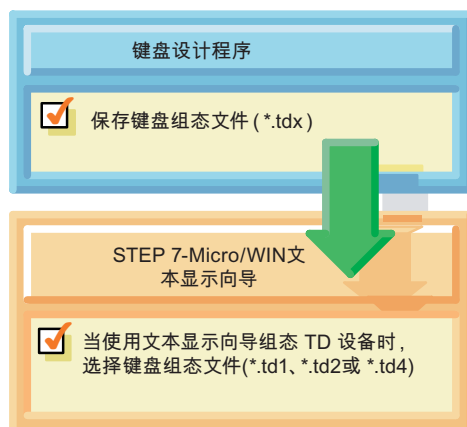 键盘设计程序
保存键盘组态文件 ( *.tdx )
STEP 7-Micro/WIN文
本显示向导
当使用文本显示向导组态 TD 设备时，
选择键盘组态文件(*.td1、*.td2或 *.td4)